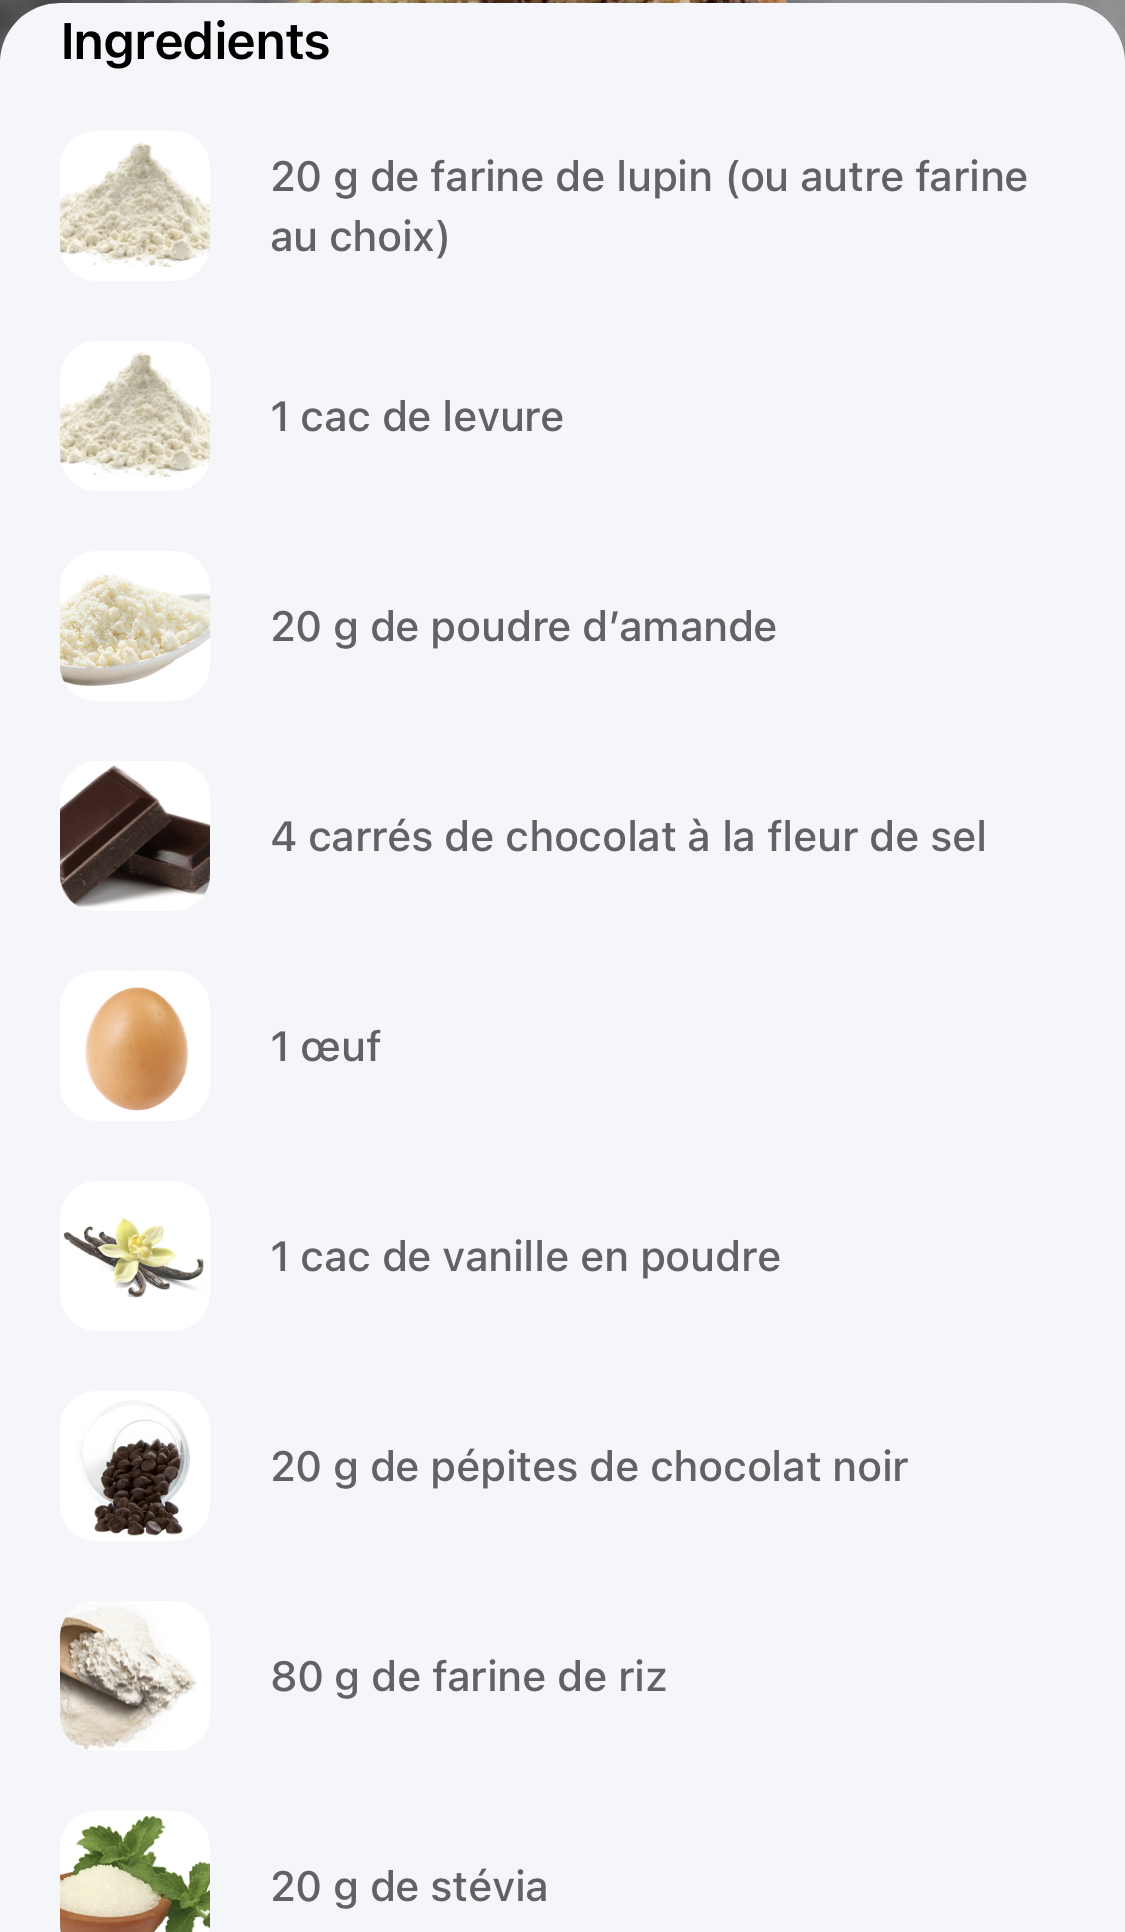 Ingredients
20 g de farine de lupin (ou autre farine
au choix)
1 cac de levure
20 g de poudre d’amande
4 carrés de chocolat à la fleur de sel
1 œuf
1 cac de vanille en poudre
20 g de pépites de chocolat noir
80 g de farine de riz
20 g de stévia